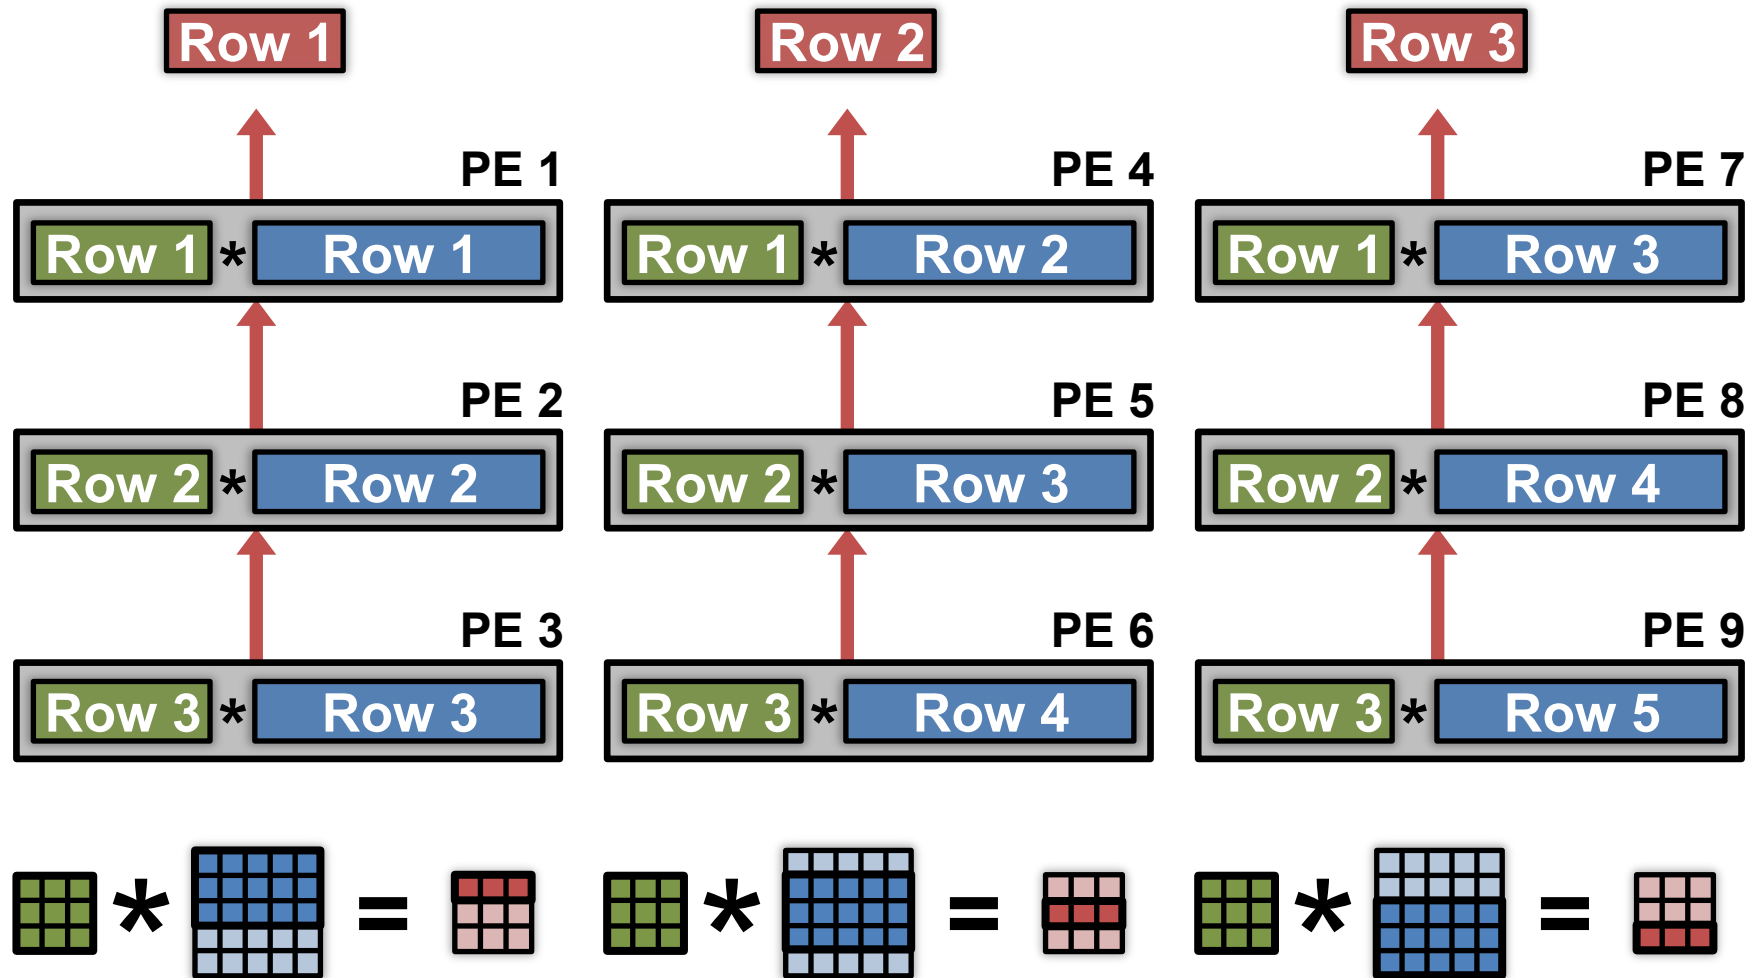 Row 1 Row 2 Row 3
PE 1 PE 4 PE 7
Row 1 * Row 1 Row 1 * Row 2 Row 1 * Row 3
PE 2 PE 5 PE 8
Row 2 * Row 2 Row 2 * Row 3 Row 2 * Row 4
PE 3 PE 6 PE 9
Row 3 * Row 3 Row 3 * Row 4 Row 3 * Row 5
* = * = * =